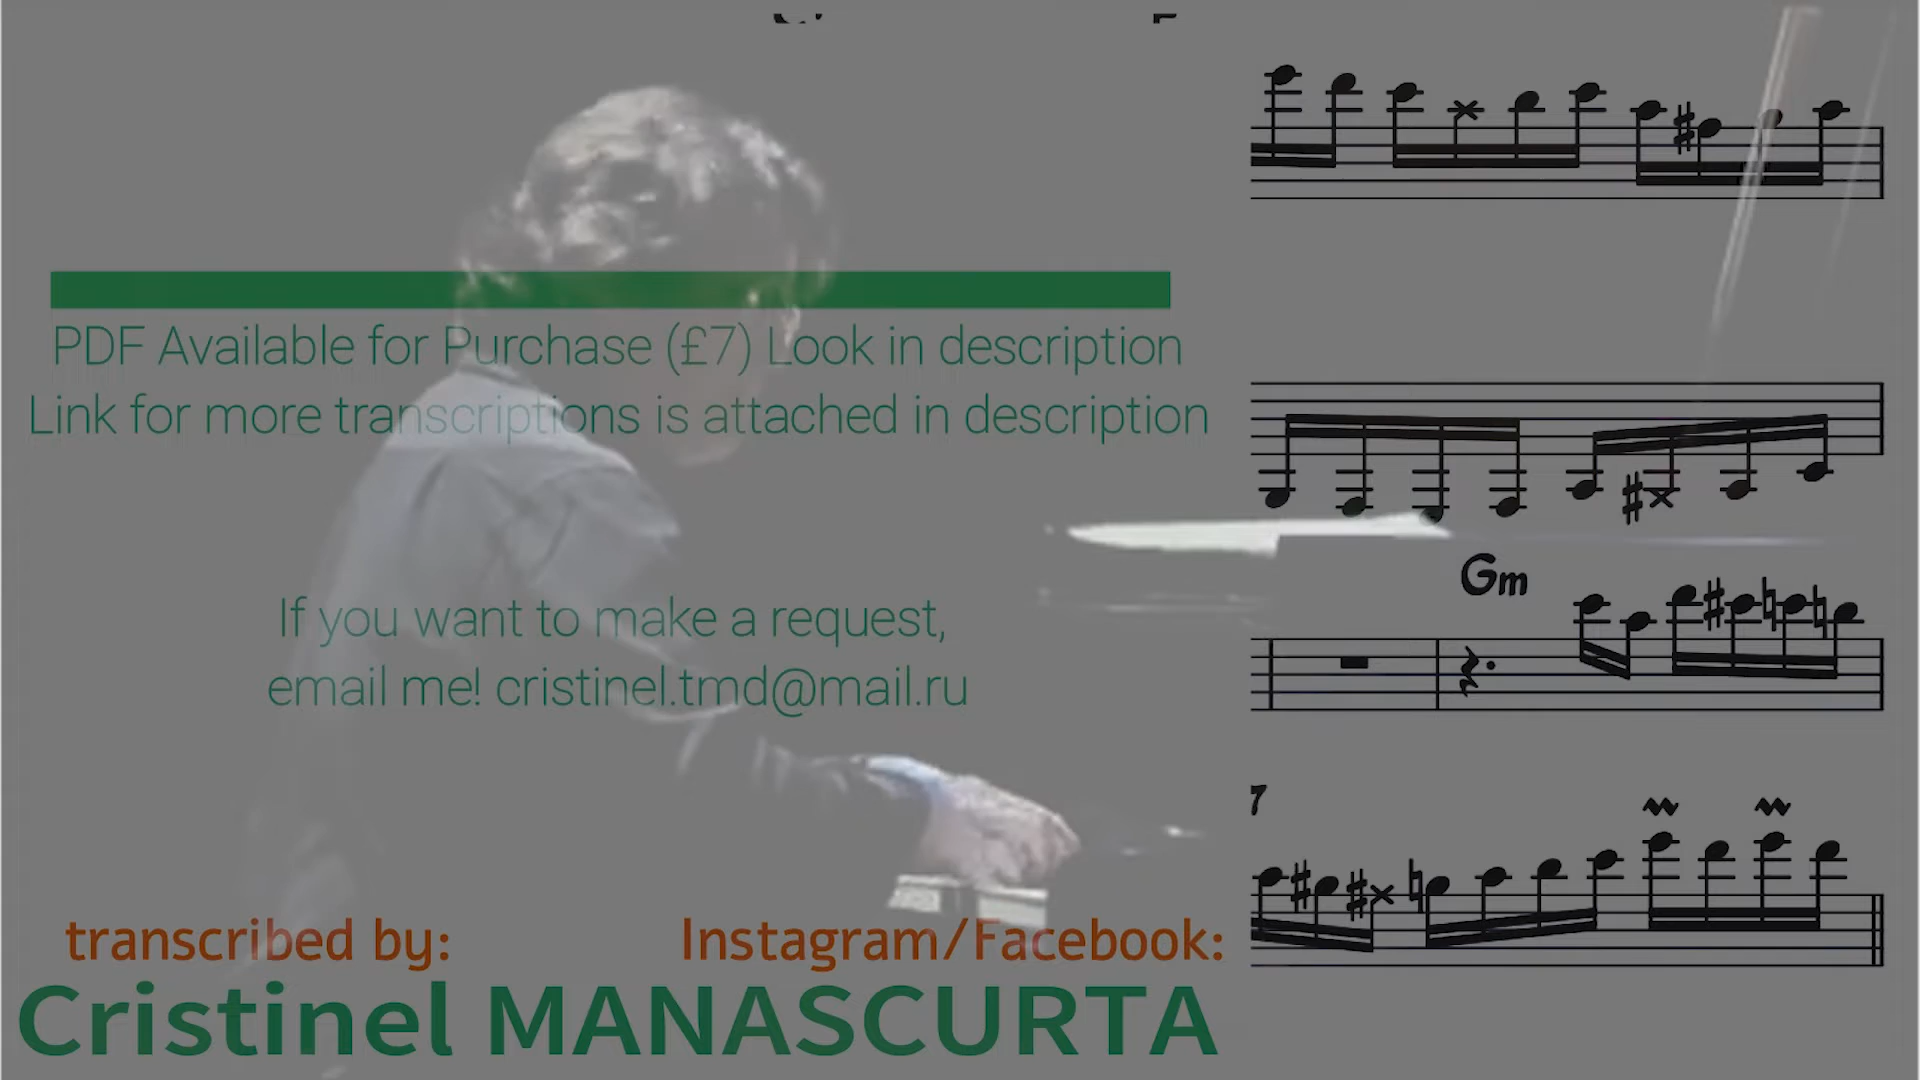 PDF Available for Purchase (£7) Look in description
Link for more transcriptions is attached in description
Gm
If you want to make a request,
email me! cristinel.tmd@mail.ru
7
transcribed by:
Instagram/Facebook:
Cristinel MANASCURTA